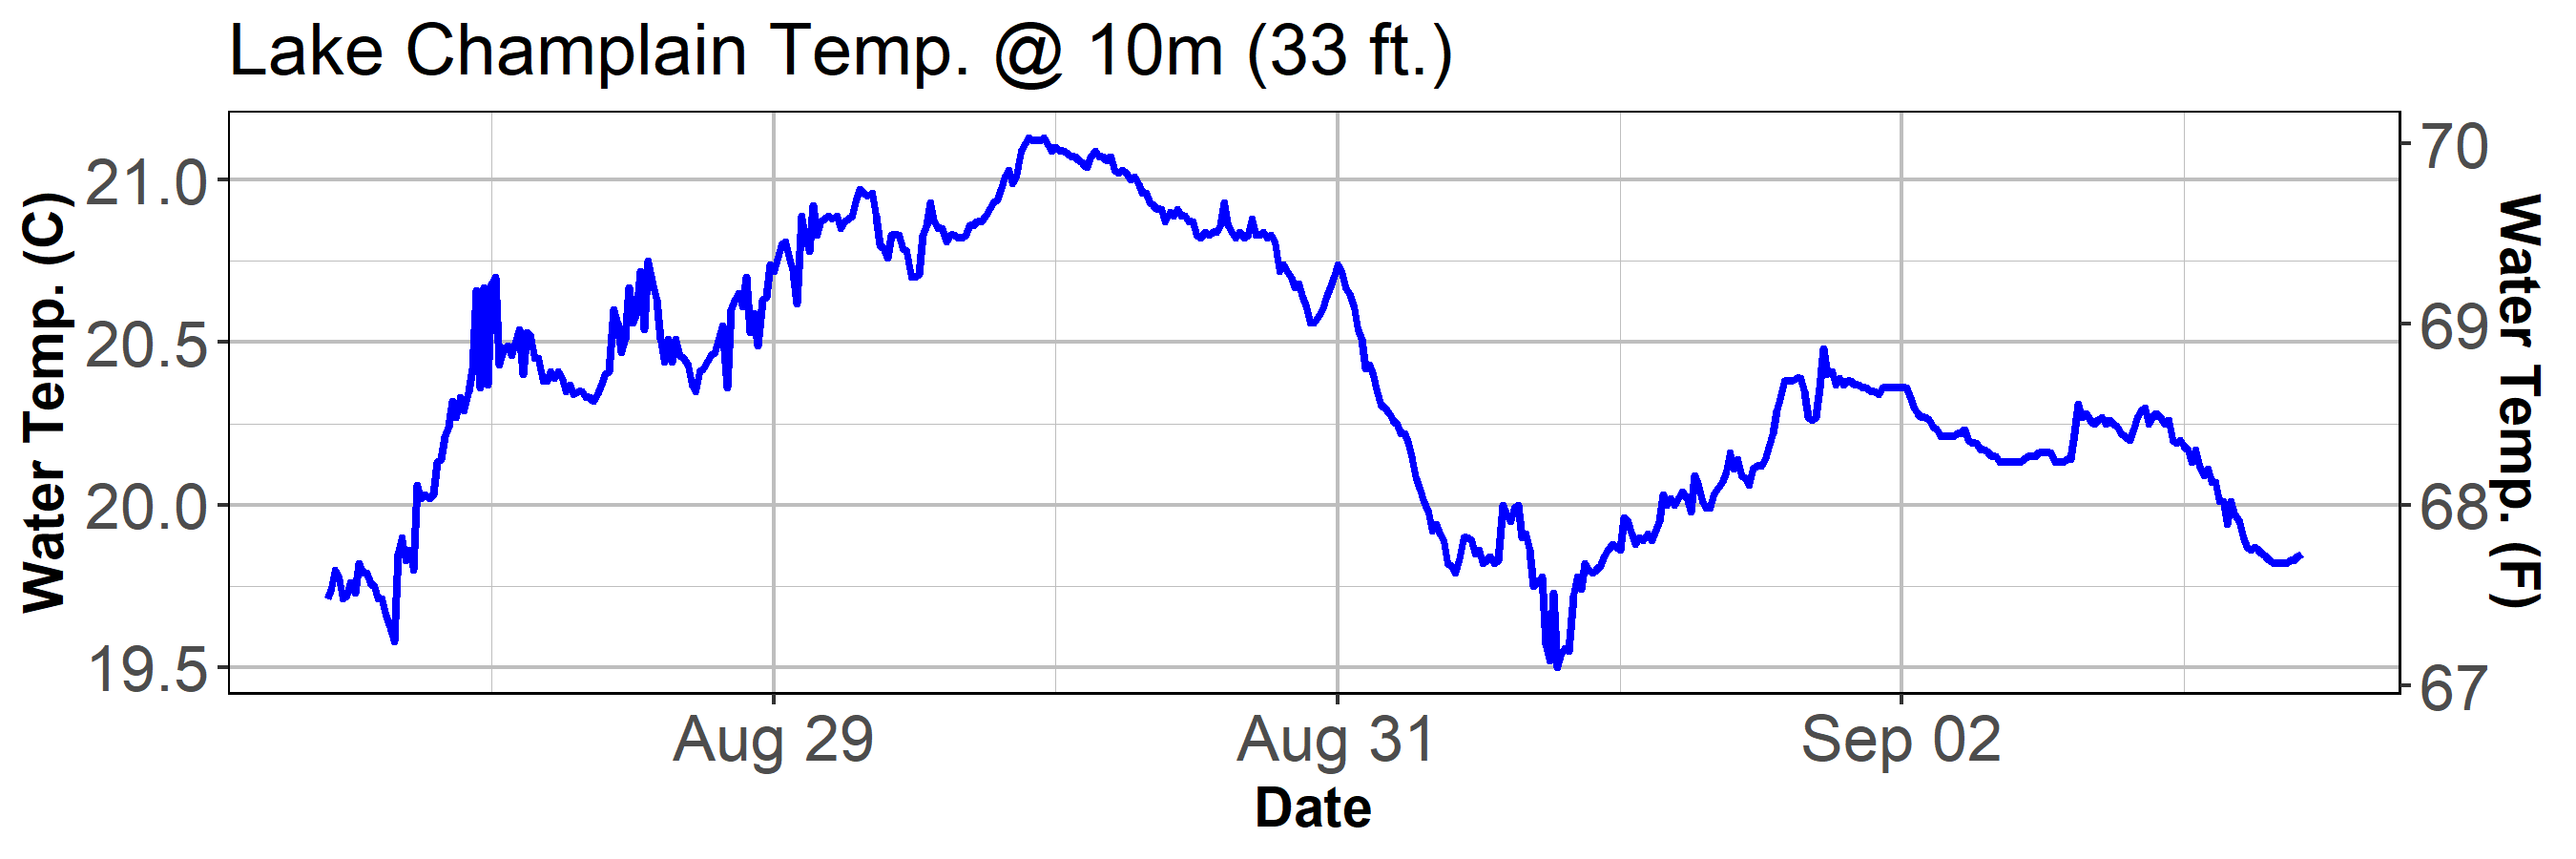 Lake Champlain Temp. @ 10m (33 ft.)
Water Temp. (C)
21.0
20.5
20.0
19.5
70
69
68
67
Water Temp. (F)
Aug 29 Aug 31 Sep 02
Date